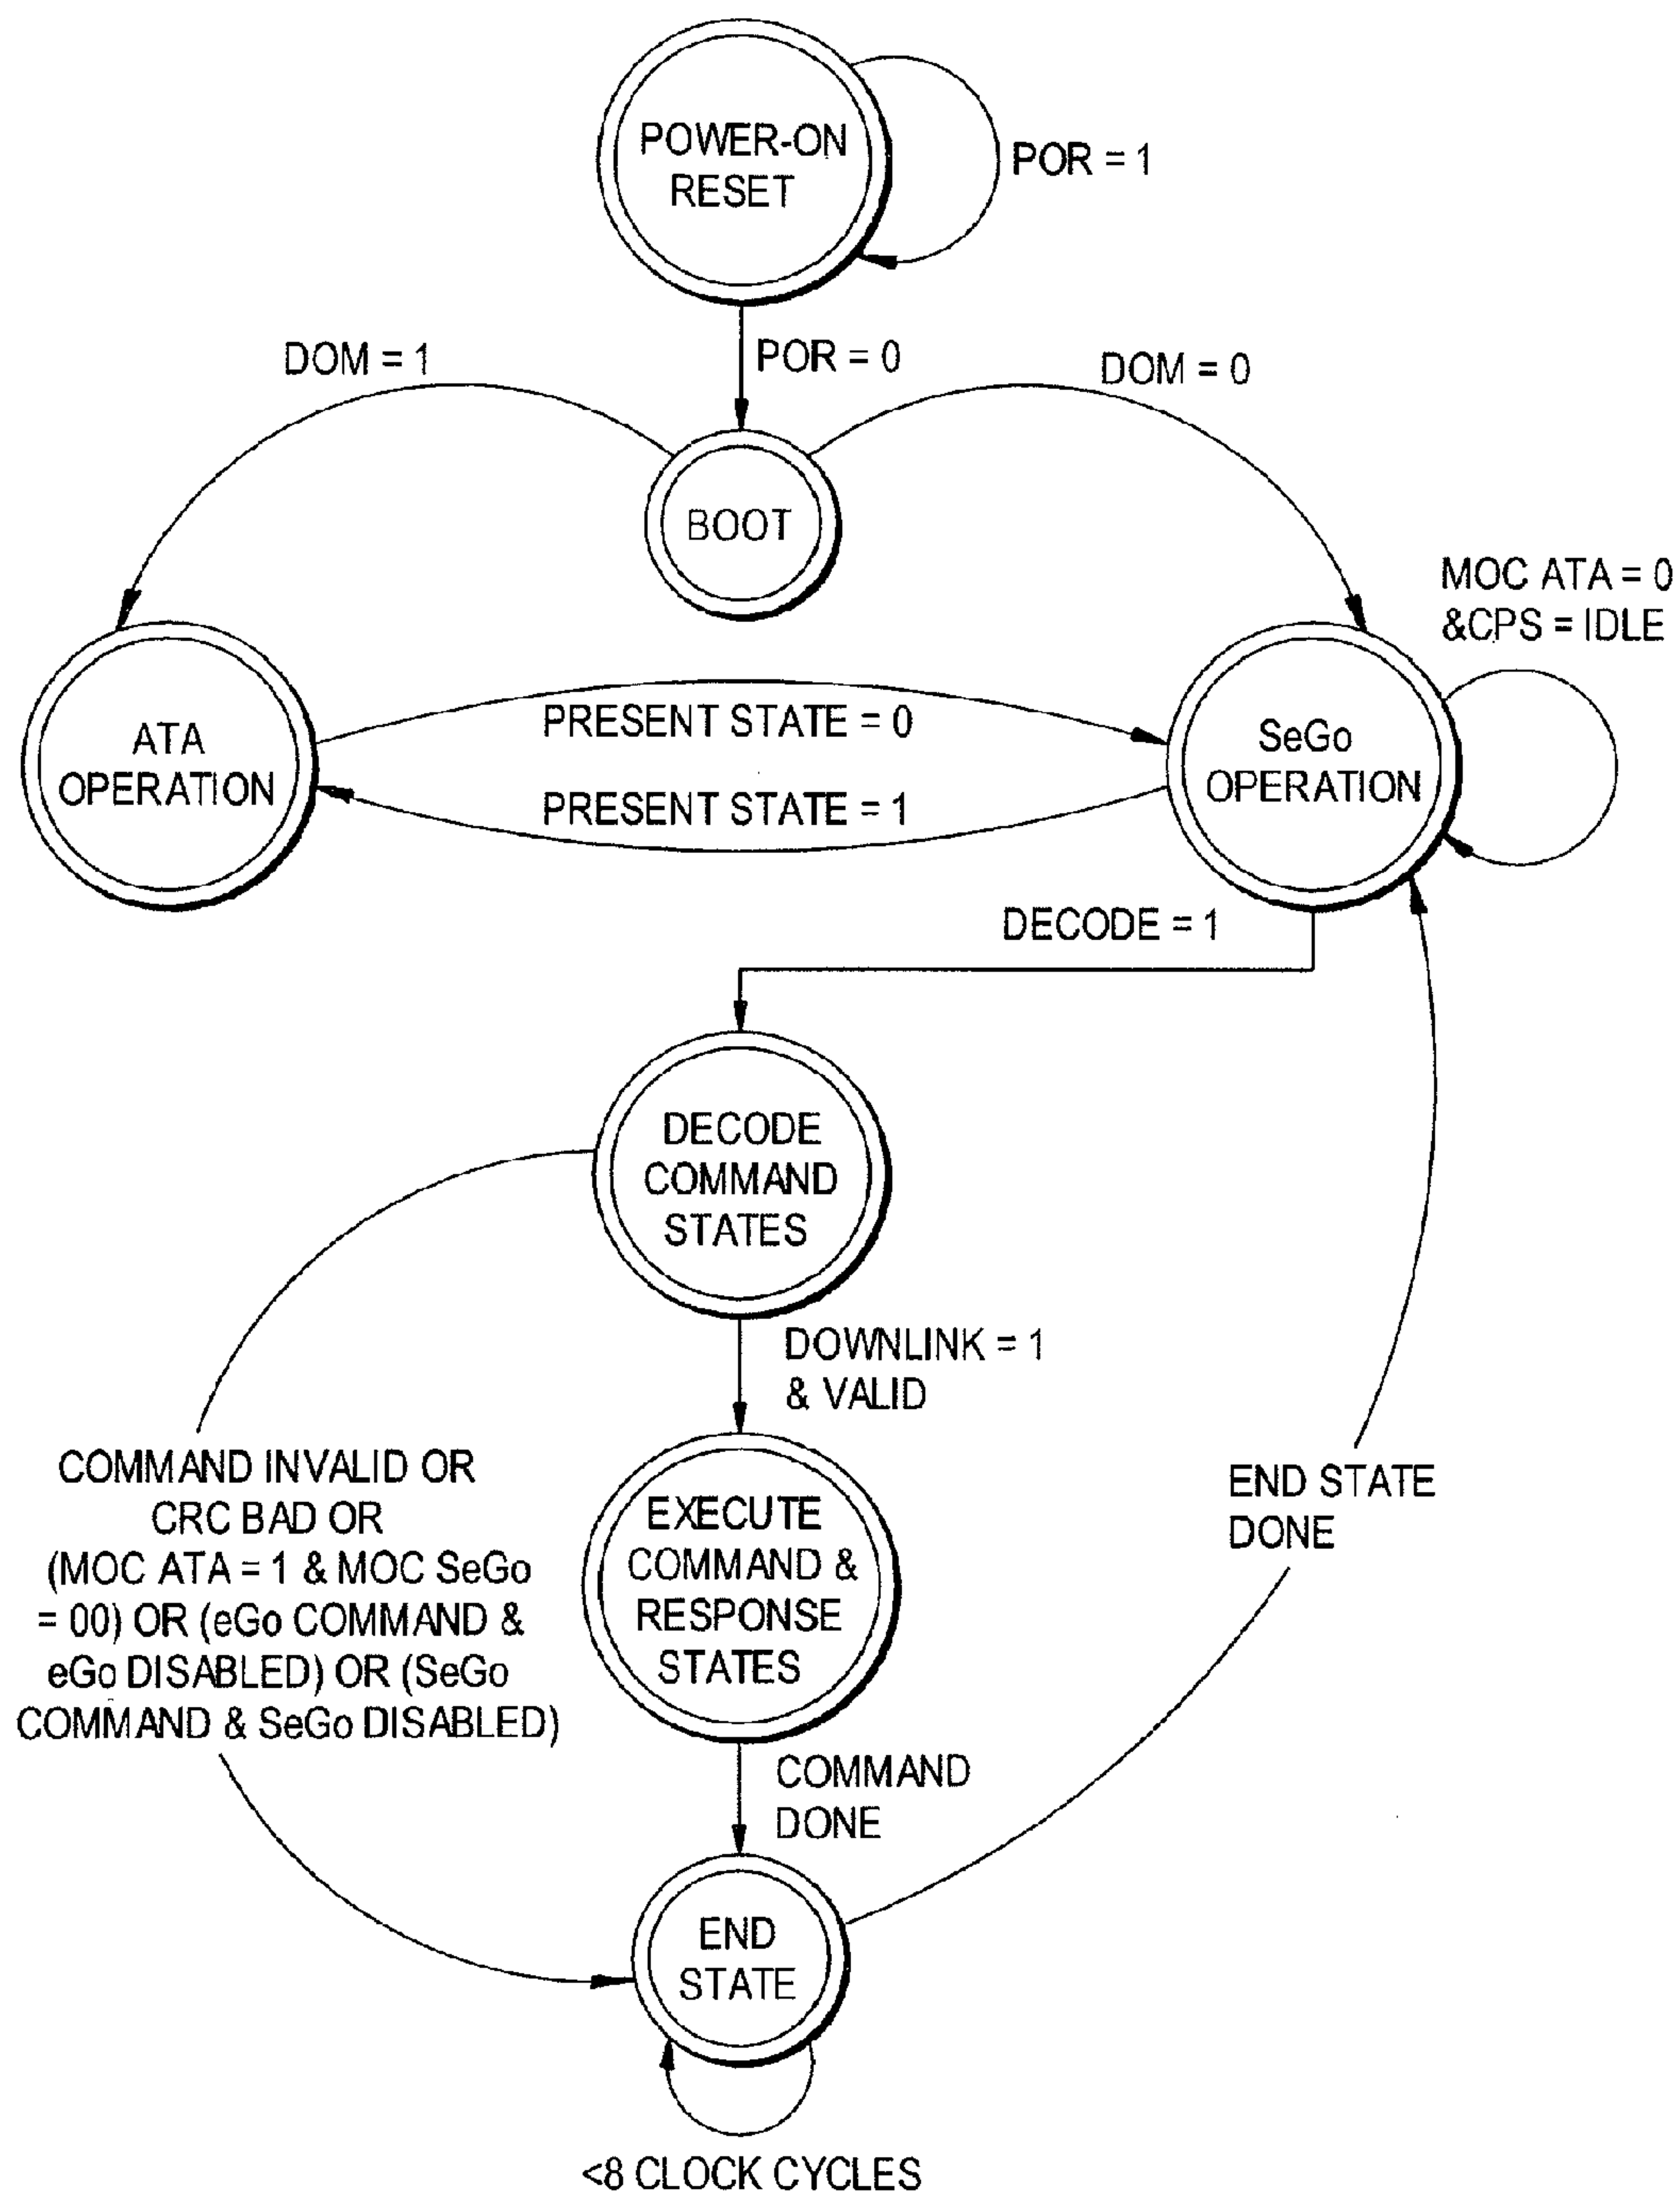 POWER-ON
RESET
POR = 1
DOM = 1
POR = 0
DOM = 0
BOOT
MOC ATA = 0
&CPS = IDLE
ATA
OPERATION
PRESENT STATE = 0
PRESENT STATE = 1
SeGo
OPERATION
DECODE = 1
DECODE
COMMAND
STATES
DOWNLINK = 1
& VALID
COMMAND INVALID OR
CRC BAD OR
(MOC ATA = 1 & MOC SeGo
= 00) OR (eGo COMMAND &
eGo DISABLED) OR (SeGo
COMMAND & SeGo DISABLED)
EXECUTE
COMMAND &
RESPONSE
STATES
END STATE
DONE
COMMAND
DONE
END
STATE
<8 CLOCK CYCLES